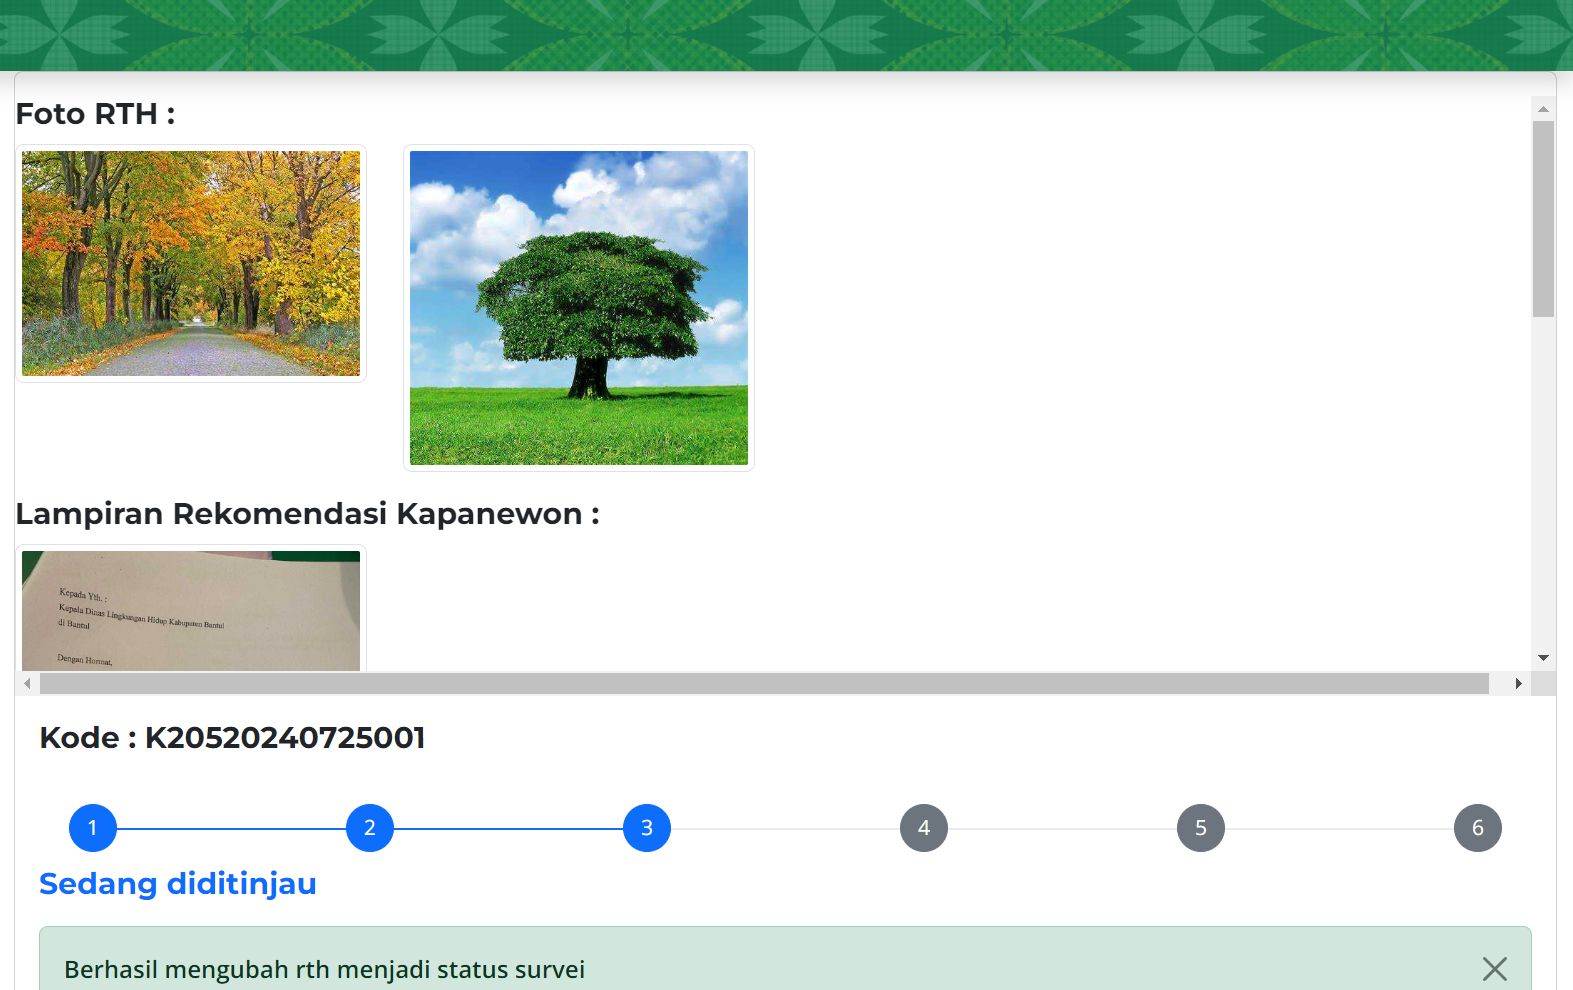 Foto RTH :
Lampiran Rekomendasi Kapanewon :
Kepada Yth. :
Kepala Dinas Lingkungan Hidup Kabupaten Bantul
di Bantul
Dengan Hormat,
Kode : K20520240725001
1 2 3 4 5 6
Sedang diditinjau
Berhasil mengubah rth menjadi status survei